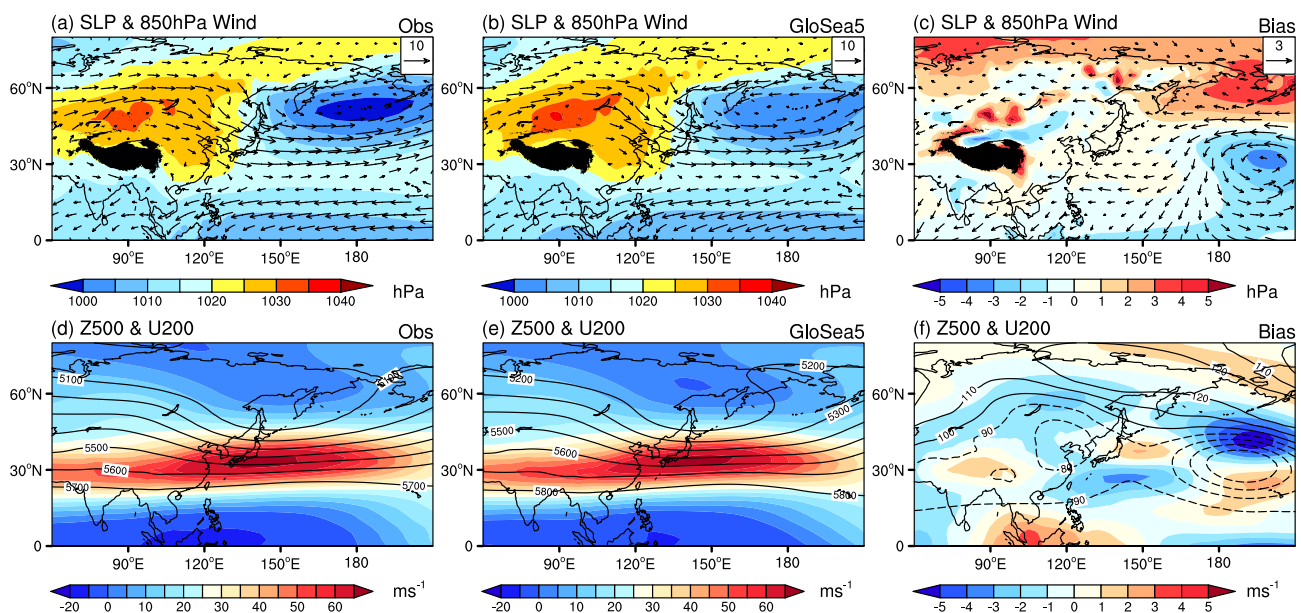 (a) SLP & 850hPa Wind Obs
10
60°N
30°N
0
90°E 120°E 150°E 180
1000 1010 1020 1030 1040 hPa
(b) SLP & 850hPa Wind GloSea5
10
60°N
30°N
0
90°E 120°E 150°E 180
1000 1010 1020 1030 1040 hPa
(c) SLP & 850hPa Wind Bias
3
60°N
30°N
0
90°E 120°E 150°E 180
-5 -4 -3 -2 -1 0 1 2 3 4 5 hPa
(d) Z500 & U200 Obs
5100 5100
60°N
5500
5600
30°N
5700 5700
0
90°E 120°E 150°E 180
-20 -10 0 10 20 30 40 50 60 ms⁻¹
(e) Z500 & U200 GloSea5
5200 5200
60°N
5300
5500
5600
30°N
5800 5800
0
90°E 120°E 150°E 180
-20 -10 0 10 20 30 40 50 60 ms⁻¹
(f) Z500 & U200 Bias
120 110
110 120
60°N
100 90
80
30°N
90
0
90°E 120°E 150°E 180
-5 -4 -3 -2 -1 1 2 3 4 5 ms⁻¹